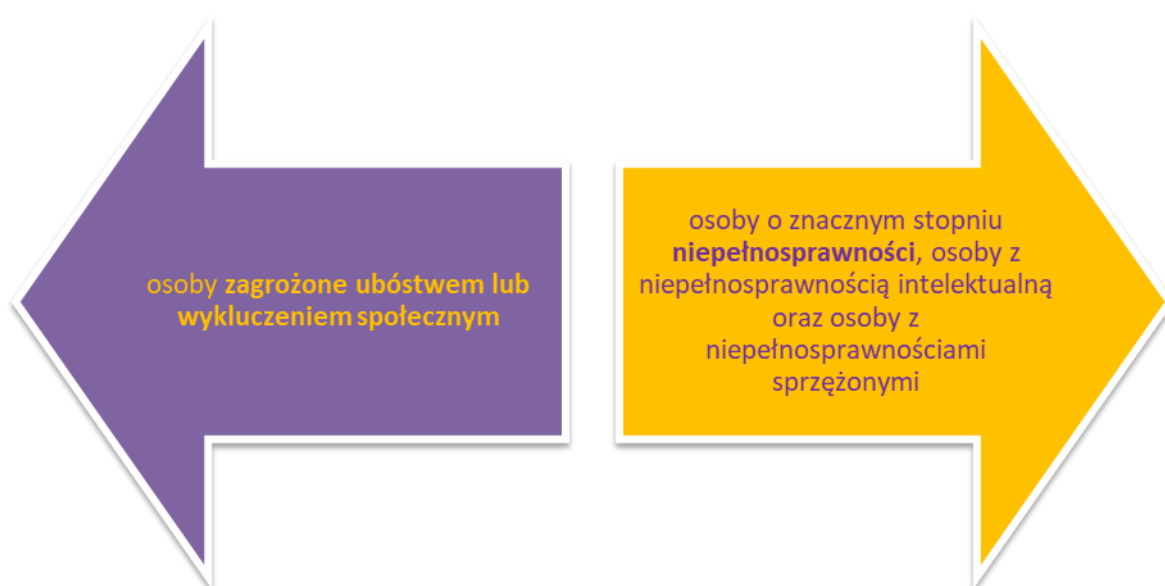 osoby zagrożone ubóstwem lub
wykluczeniem społecznym
osoby o znacznym stopniu
niepełnosprawności, osoby z
niepełnosprawnością intelektualną
oraz osoby z
niepełnosprawnościami
sprzężonymi